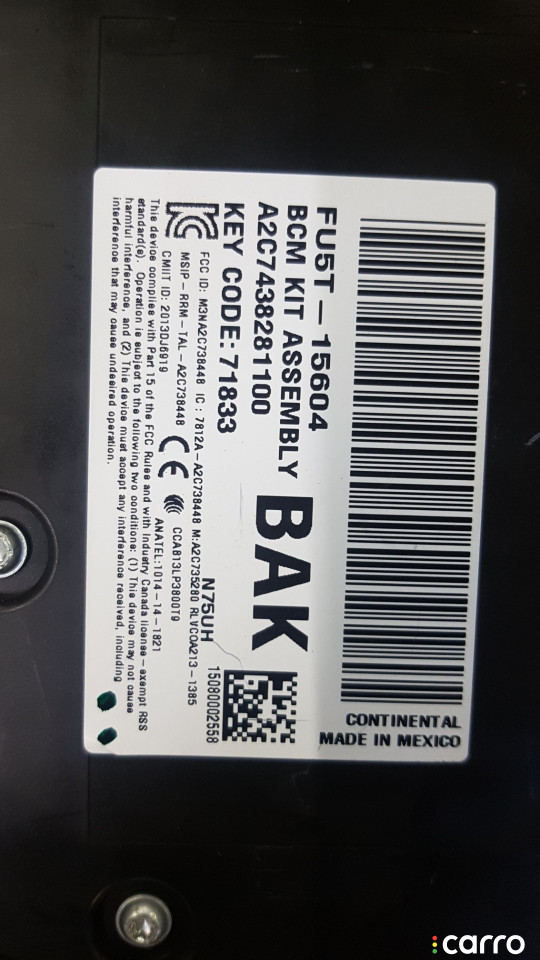 CONTINENTAL
MADE IN MEXICO
FU5T-15604
BCM KIT ASSEMBLY
A2C7438281100
KEY CODE: 71833
BAK
N75UH
15080002558
FCC ID: M3NA2C738448 IC: 7812A-A2C738448 M:A2C735280 RLVCOA213-1385
MSIP-RRM-TAL-A2C738448
CCAB13LP3800T9
CMIIT ID: 2013DJ6919
CE
ANATEL:1014-14-1821
This device complies with Part 15 of the FCC Rules and with Industry Canada license-exempt RSS
standard(s). Operation is subject to the following two conditions: (1) This device may not cause
harmful interference, and (2) This device must accept any interference received, including
interference that may cause undesired operation.
carro